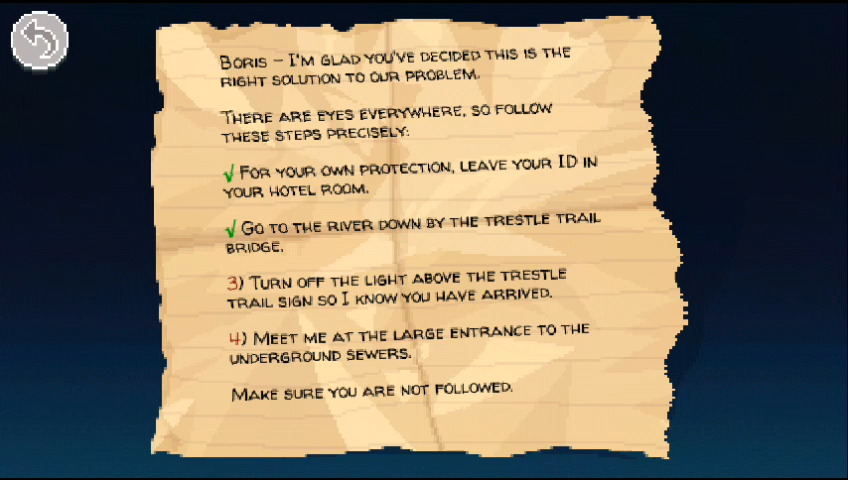 Boris - I'm glad you've decided this is the
right solution to our problem.
There are eyes everywhere, so follow
these steps precisely:
√ For your own protection, leave your ID in
your hotel room.
√ Go to the river down by the Trestle Trail
bridge.
3) Turn off the light above the Trestle
Trail sign so I know you have arrived.
4) Meet me at the large entrance to the
underground sewers.
Make sure you are not followed.